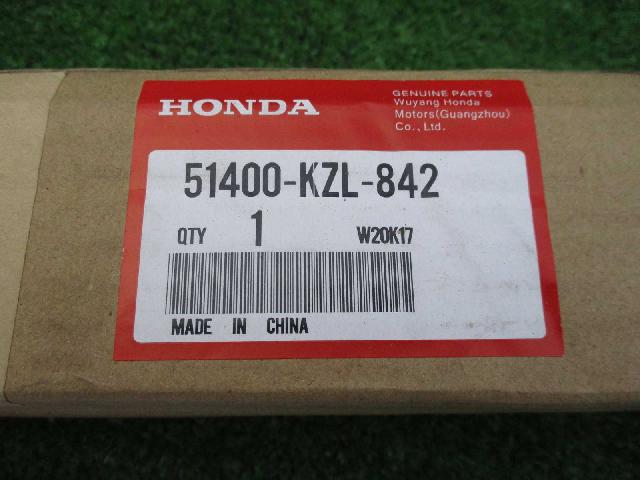 HONDA
GENUINE PARTS
Wuyang Honda
Motors(Guangzhou)
Co., Ltd.
51400-KZL-842
QTY 1 W20K17
MADE IN CHINA